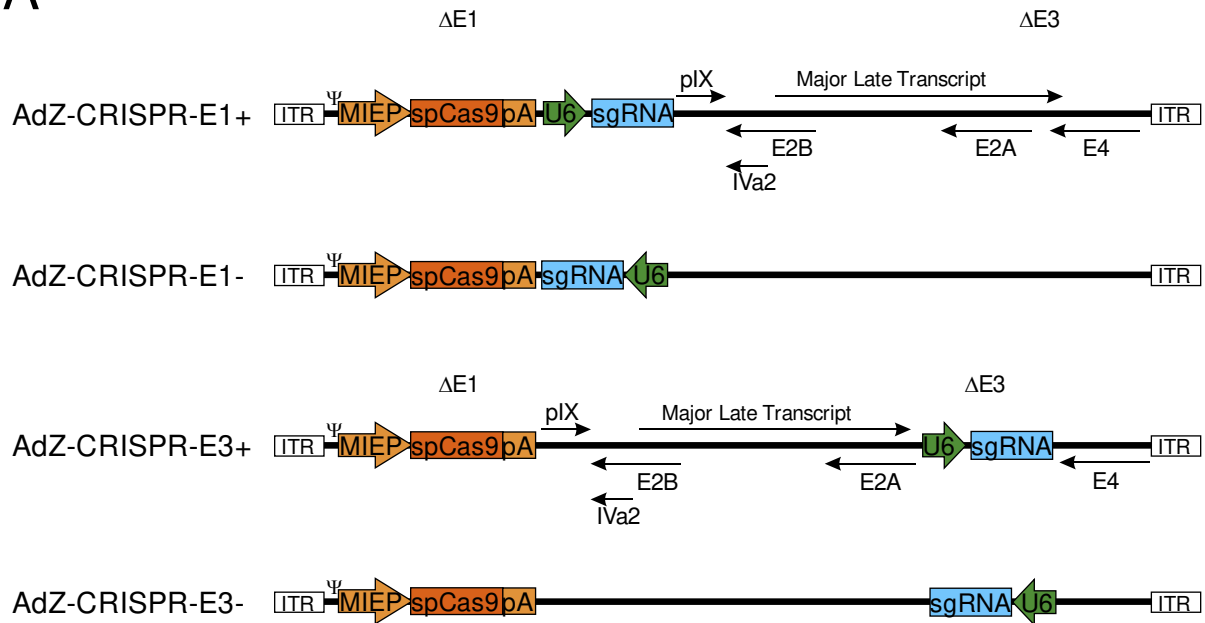 A
ΔE1 ΔE3
pIX Major Late Transcript
AdZ-CRISPR-E1+ ITR Ψ MIEP spCas9 pA U6 sgRNA ITR
E2B E2A E4
IVa2
AdZ-CRISPR-E1- ITR Ψ MIEP spCas9 pA sgRNA U6 ITR
ΔE1 ΔE3
pIX Major Late Transcript
AdZ-CRISPR-E3+ ITR Ψ MIEP spCas9 pA U6 sgRNA ITR
E2B E2A E4
IVa2
AdZ-CRISPR-E3- ITR Ψ MIEP spCas9 pA sgRNA U6 ITR